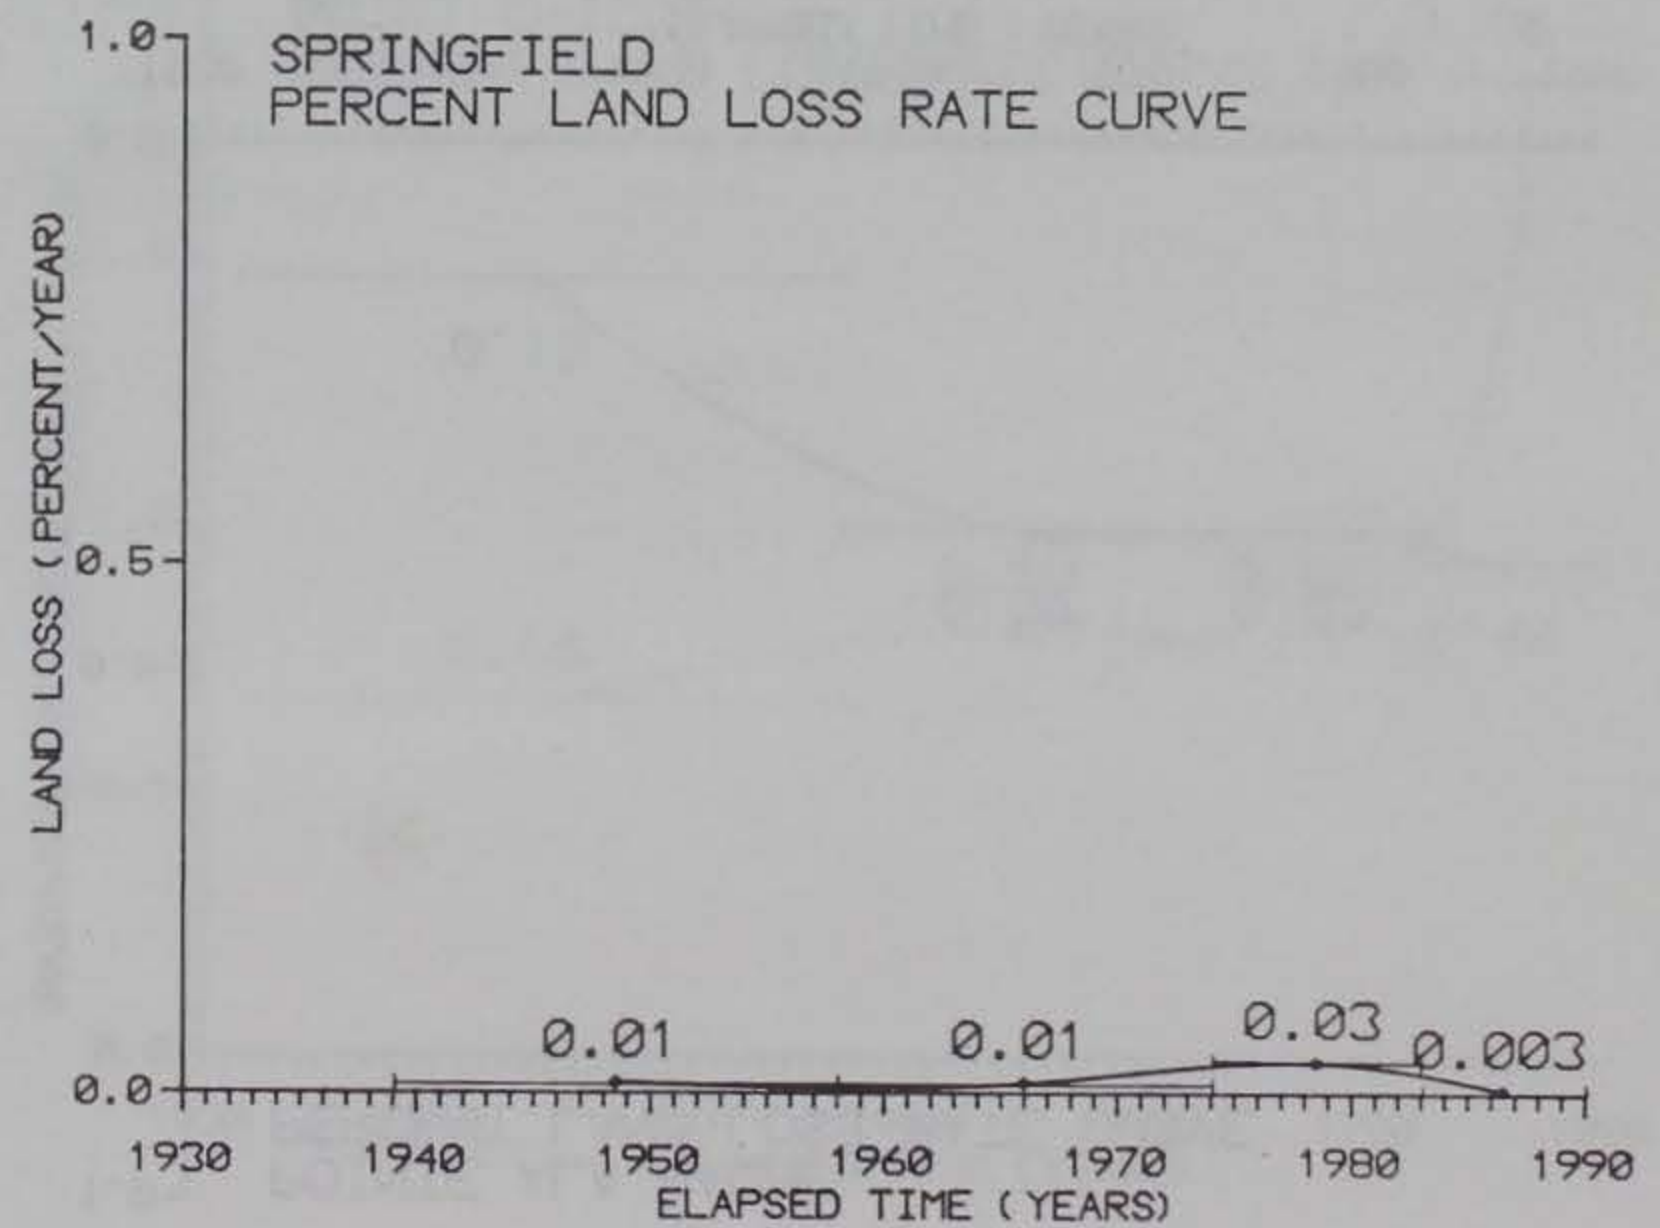 SPRINGFIELD
PERCENT LAND LOSS RATE CURVE
LAND LOSS (PERCENT/YEAR)
1.0
0.5
0.0
0.01
0.01
0.03
0.003
1930 1940 1950 1960 1970 1980 1990
ELAPSED TIME (YEARS)